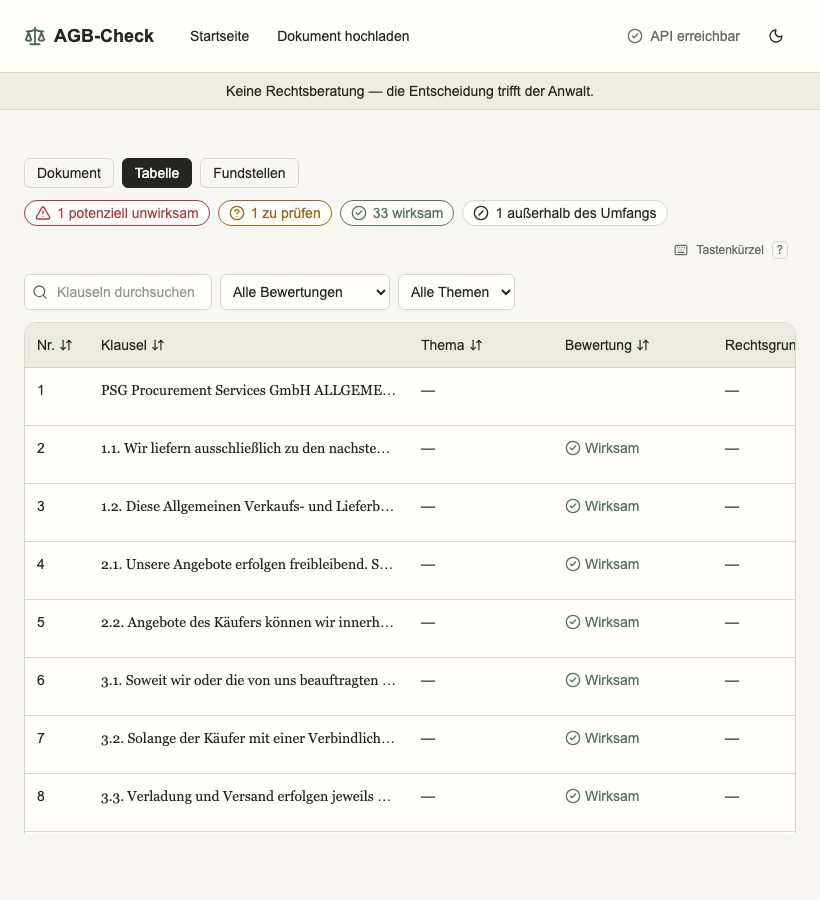 AGB-Check Startseite Dokument hochladen API erreichbar
Keine Rechtsberatung — die Entscheidung trifft der Anwalt.
Dokument Tabelle Fundstellen
1 potenziell unwirksam 1 zu prüfen 33 wirksam 1 außerhalb des Umfangs
Tastenkürzel ?
Klauseln durchsuchen Alle Bewertungen Alle Themen
Nr. Klausel Thema Bewertung Rechtsgrun
1 PSG Procurement Services GmbH ALLGEME… — —
2 1.1. Wir liefern ausschließlich zu den nachste… — Wirksam —
3 1.2. Diese Allgemeinen Verkaufs- und Lieferb… — Wirksam —
4 2.1. Unsere Angebote erfolgen freibleibend. S… — Wirksam —
5 2.2. Angebote des Käufers können wir innerh… — Wirksam —
6 3.1. Soweit wir oder die von uns beauftragten … — Wirksam —
7 3.2. Solange der Käufer mit einer Verbindlich… — Wirksam —
8 3.3. Verladung und Versand erfolgen jeweils … — Wirksam —